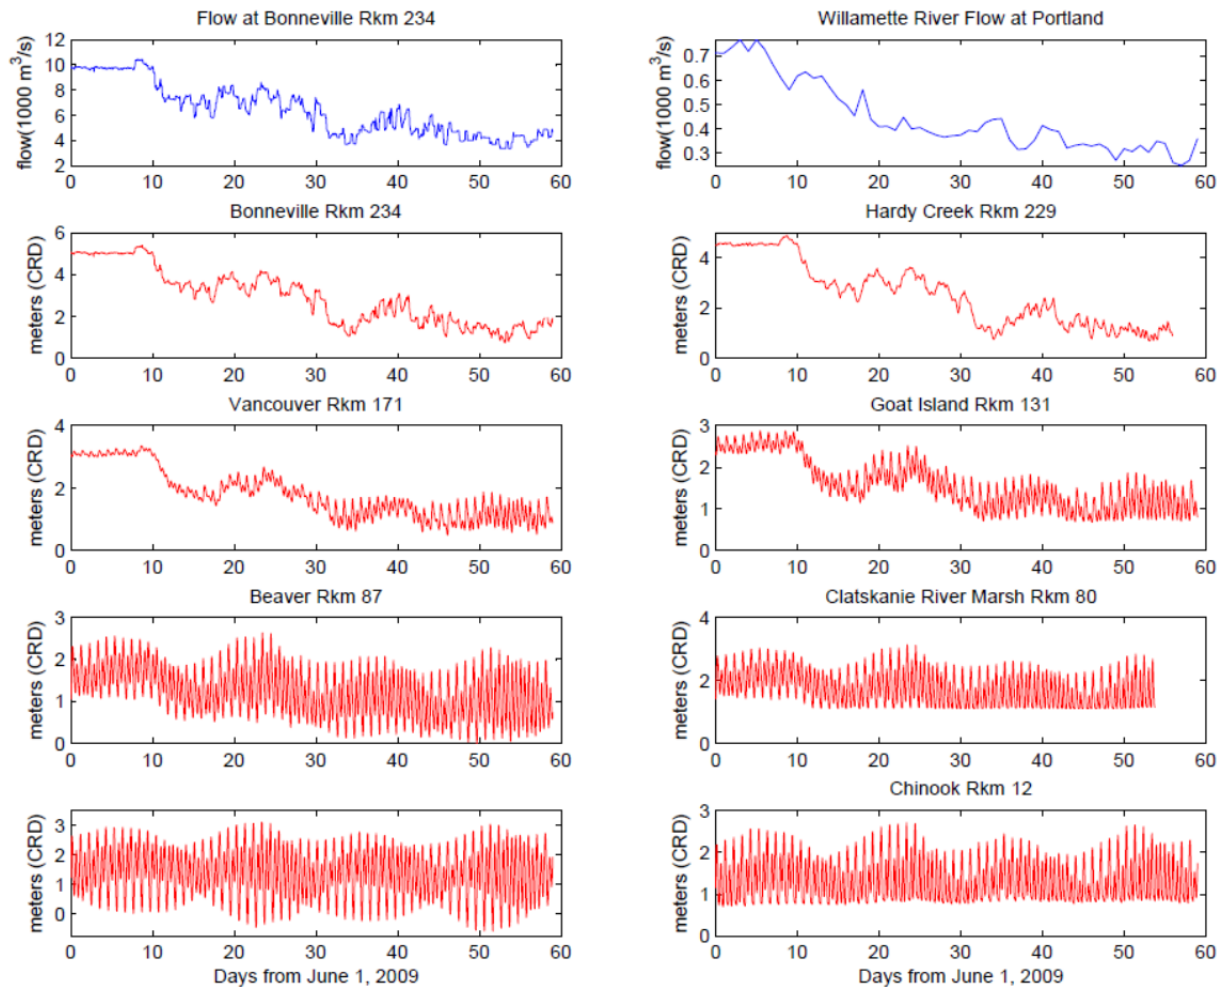 Flow at Bonneville Rkm 234
flow(1000 m³/s)
12
10
8
6
4
2
0 10 20 30 40 50 60
Willamette River Flow at Portland
flow(1000 m³/s)
0.7
0.6
0.5
0.4
0.3
0 10 20 30 40 50 60
Bonneville Rkm 234
meters (CRD)
6
4
2
0
0 10 20 30 40 50 60
Hardy Creek Rkm 229
meters (CRD)
4
2
0
0 10 20 30 40 50 60
Vancouver Rkm 171
meters (CRD)
4
2
0
0 10 20 30 40 50 60
Goat Island Rkm 131
meters (CRD)
3
2
1
0
0 10 20 30 40 50 60
Beaver Rkm 87
meters (CRD)
3
2
1
0
0 10 20 30 40 50 60
Clatskanie River Marsh Rkm 80
meters (CRD)
4
2
0
0 10 20 30 40 50 60
meters (CRD)
3
2
1
0
0 10 20 30 40 50 60
Days from June 1, 2009
Chinook Rkm 12
meters (CRD)
3
2
1
0
0 10 20 30 40 50 60
Days from June 1, 2009